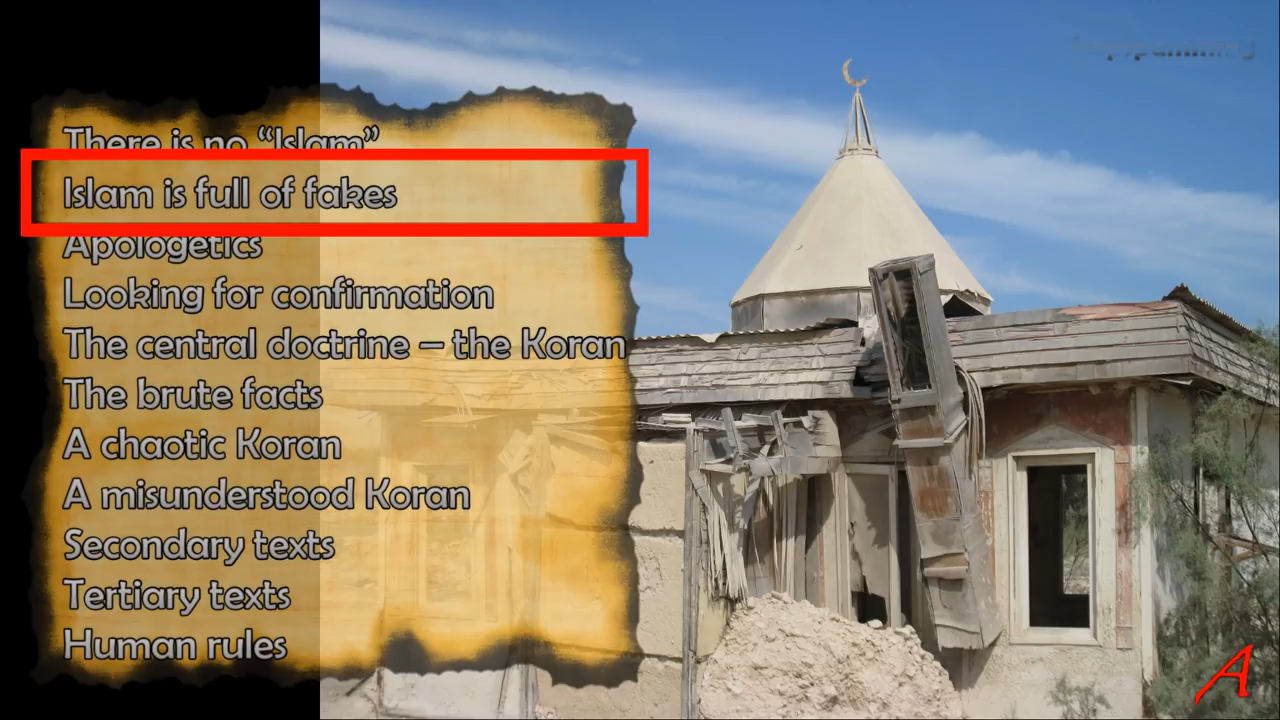 There is no “Islam”
Islam is full of fakes
Apologetics
Looking for confirmation
The central doctrine – the Koran
The brute facts
A chaotic Koran
A misunderstood Koran
Secondary texts
Tertiary texts
Human rules
A